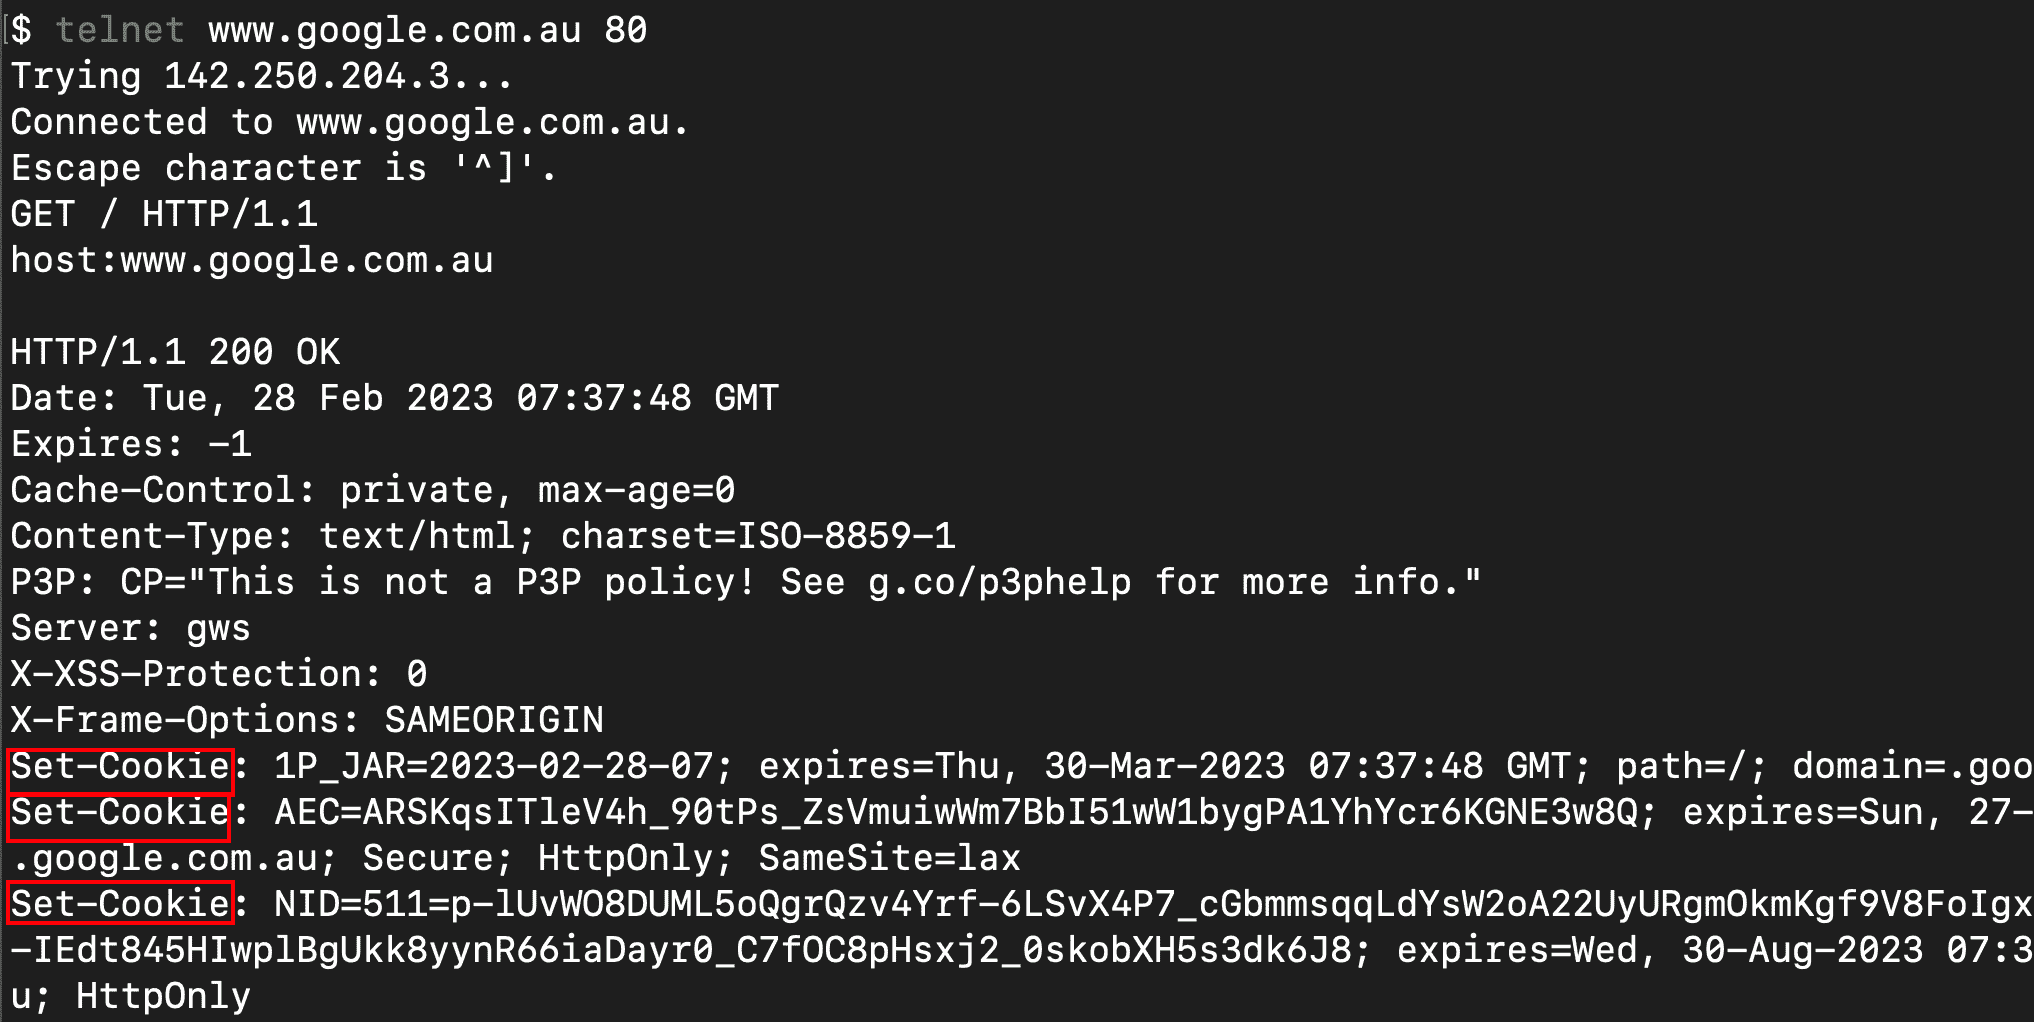 $ telnet www.google.com.au 80
Trying 142.250.204.3...
Connected to www.google.com.au.
Escape character is '^]'.
GET / HTTP/1.1
host:www.google.com.au
HTTP/1.1 200 OK
Date: Tue, 28 Feb 2023 07:37:48 GMT
Expires: -1
Cache-Control: private, max-age=0
Content-Type: text/html; charset=ISO-8859-1
P3P: CP="This is not a P3P policy! See g.co/p3phelp for more info."
Server: gws
X-XSS-Protection: 0
X-Frame-Options: SAMEORIGIN
Set-Cookie: 1P_JAR=2023-02-28-07; expires=Thu, 30-Mar-2023 07:37:48 GMT; path=/; domain=.goo
Set-Cookie: AEC=ARSKqsITleV4h_90tPs_ZsVmuiwWm7BbI51wW1bygPA1YhYcr6KGNE3w8Q; expires=Sun, 27-
.google.com.au; Secure; HttpOnly; SameSite=lax
Set-Cookie: NID=511=p-lUvWO8DUML5oQgrQzv4Yrf-6LSvX4P7_cGbmmsqqLdYsW2oA22UyURgmOkmKgf9V8FoIgx
-IEdt845HIwplBgUkk8yynR66iaDayr0_C7fOC8pHsxj2_0skobXH5s3dk6J8; expires=Wed, 30-Aug-2023 07:3
u; HttpOnly